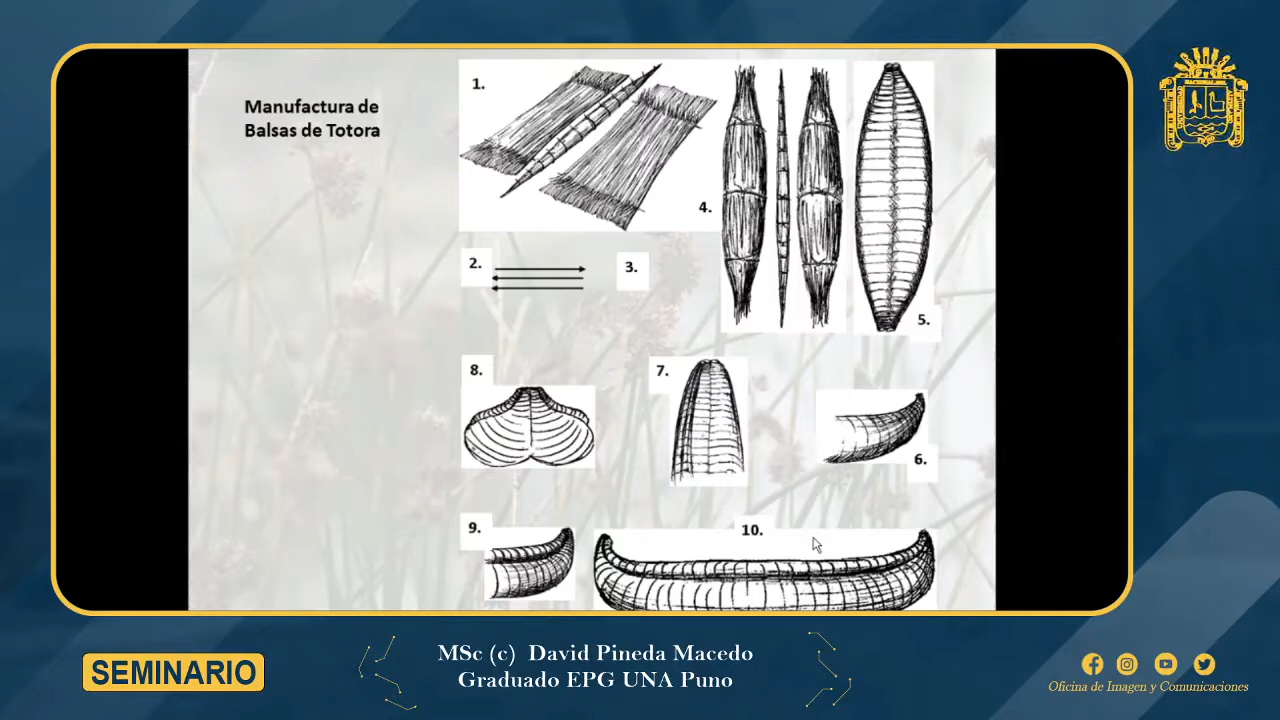 Manufactura de
Balsas de Totora
1.
4.
2.
3.
5.
8.
7.
6.
9.
10.
SEMINARIO
MSc (c) David Pineda Macedo
Graduado EPG UNA Puno
Oficina de Imagen y Comunicaciones